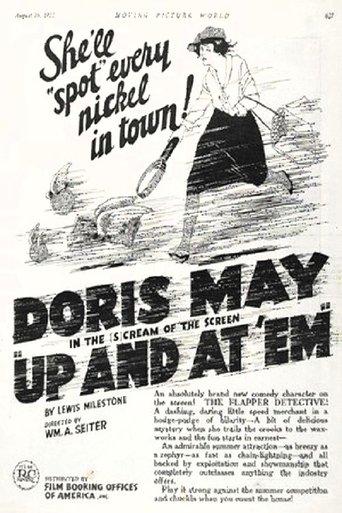 August 26, 1922 MOVING PICTURE WORLD
She'll
"spot" every
nickel
in town!
DORIS MAY
IN THE (S)CREAM OF THE SCREEN
"UP AND AT 'EM"
BY LEWIS MILESTONE
DIRECTED BY
WM. A. SEITER
DISTRIBUTED BY
FILM BOOKING OFFICES
OF AMERICA, INC.
An absolutely brand new comedy character on
the screen! THE FLAPPER DETECTIVE!
A dashing, daring little speed merchant in a
hodge-podge of hilarity—A bit of delicious
mystery when she trails the crooks to the wax-
works and the fun starts in earnest—
An admirable summer attraction—as breezy as
a zephyr—as fast as chain-lightning—and all
backed by exploitation and showmanship that
completely outclasses anything the industry
offers.
Play it strong against the summer competition
and chuckle when you count the house!